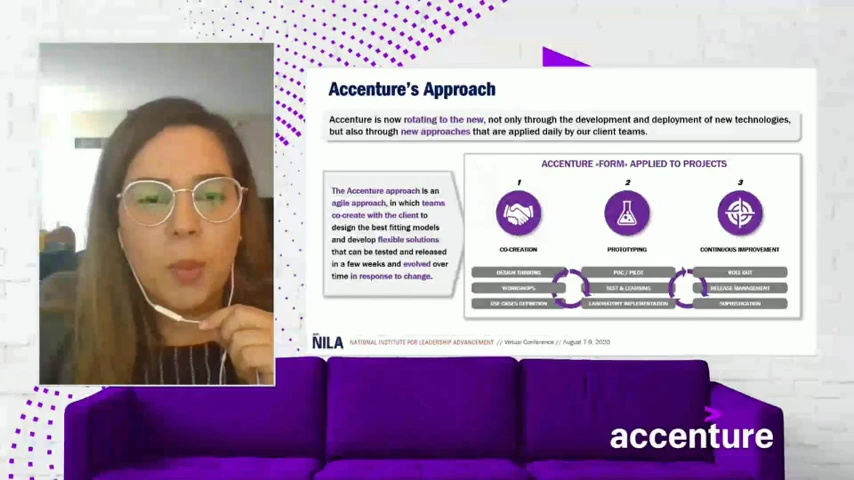 Accenture's Approach
Accenture is now rotating to the new, not only through the development and deployment of new technologies,
but also through new approaches that are applied daily by our client teams.
The Accenture approach is an
agile approach, in which teams
co-create with the client to
design the best fitting models
and develop flexible solutions
that can be tested and released
in a few weeks and evolved over
time in response to change.
ACCENTURE «FORM» APPLIED TO PROJECTS
1 2 3
CO-CREATION PROTOTYPING CONTINUOUS IMPROVEMENT
DESIGN THINKING POC / PILOT ROLL OUT
WORKSHOPS TEST & LEARNING RELEASE MANAGEMENT
USE CASES DEFINITION LABORATORY IMPLEMENTATION
NILA NATIONAL INSTITUTE FOR LEADERSHIP ADVANCEMENT // Virtual Conference // August 7-9, 2020
accenture